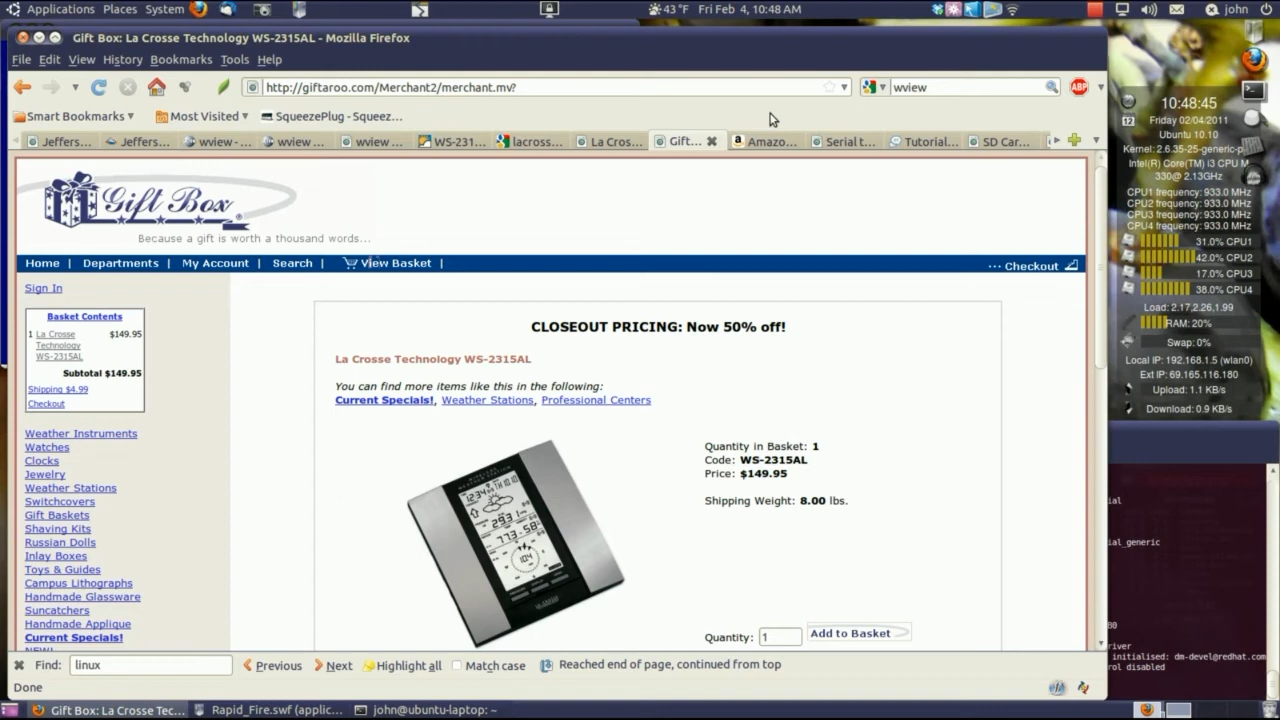 Applications Places System 43 °F Fri Feb 4, 10:48 AM john
Gift Box: La Crosse Technology WS-2315AL - Mozilla Firefox
File Edit View History Bookmarks Tools Help
http://giftaroo.com/Merchant2/merchant.mv? wview ABP
Smart Bookmarks Most Visited SqueezePlug - Squeez...
Jeffers... Jeffers... wview -... wview ... wview ... WS-231... lacross... La Cros... Gift... Amazo... Serial t... Tutorial... SD Car...
Gift Box
Because a gift is worth a thousand words...
Home | Departments | My Account | Search | View Basket | ... Checkout
Sign In
Basket Contents
1 La Crosse Technology WS-2315AL $149.95
Subtotal $149.95
Shipping $4.99
Checkout
Weather Instruments
Watches
Clocks
Jewelry
Weather Stations
Switchcovers
Gift Baskets
Shaving Kits
Russian Dolls
Inlay Boxes
Toys & Guides
Campus Lithographs
Handmade Glassware
Suncatchers
Handmade Applique
Current Specials!
CLOSEOUT PRICING: Now 50% off!
La Crosse Technology WS-2315AL
You can find more items like this in the following:
Current Specials!, Weather Stations, Professional Centers
Quantity in Basket: 1
Code: WS-2315AL
Price: $149.95
Shipping Weight: 8.00 lbs.
Quantity: 1 Add to Basket
Find: linux Previous Next Highlight all Match case Reached end of page, continued from top
Done
Gift Box: La Crosse Tec... Rapid_Fire.swf (applic... john@ubuntu-laptop: ~
10:48:45
Friday 02/04/2011
Ubuntu 10.10
Kernel: 2.6.35-25-generic-p
Intel(R) Core(TM) i3 CPU M
330@ 2.13GHz
CPU1 frequency: 933.0 MHz
CPU2 frequency: 933.0 MHz
CPU3 frequency: 933.0 MHz
CPU4 frequency: 933.0 MHz
31.0% CPU1
42.0% CPU2
17.0% CPU3
38.0% CPU4
Load: 2.17,2.26,1.99
RAM: 20%
Swap: 0%
Local IP: 192.168.1.5 (wlan0)
Ext IP: 69.165.116.180
Upload: 1.1 KB/s
Download: 0.9 KB/s
ial
ial_generic
80
river
initialised: dm-devel@redhat.com
rol disabled